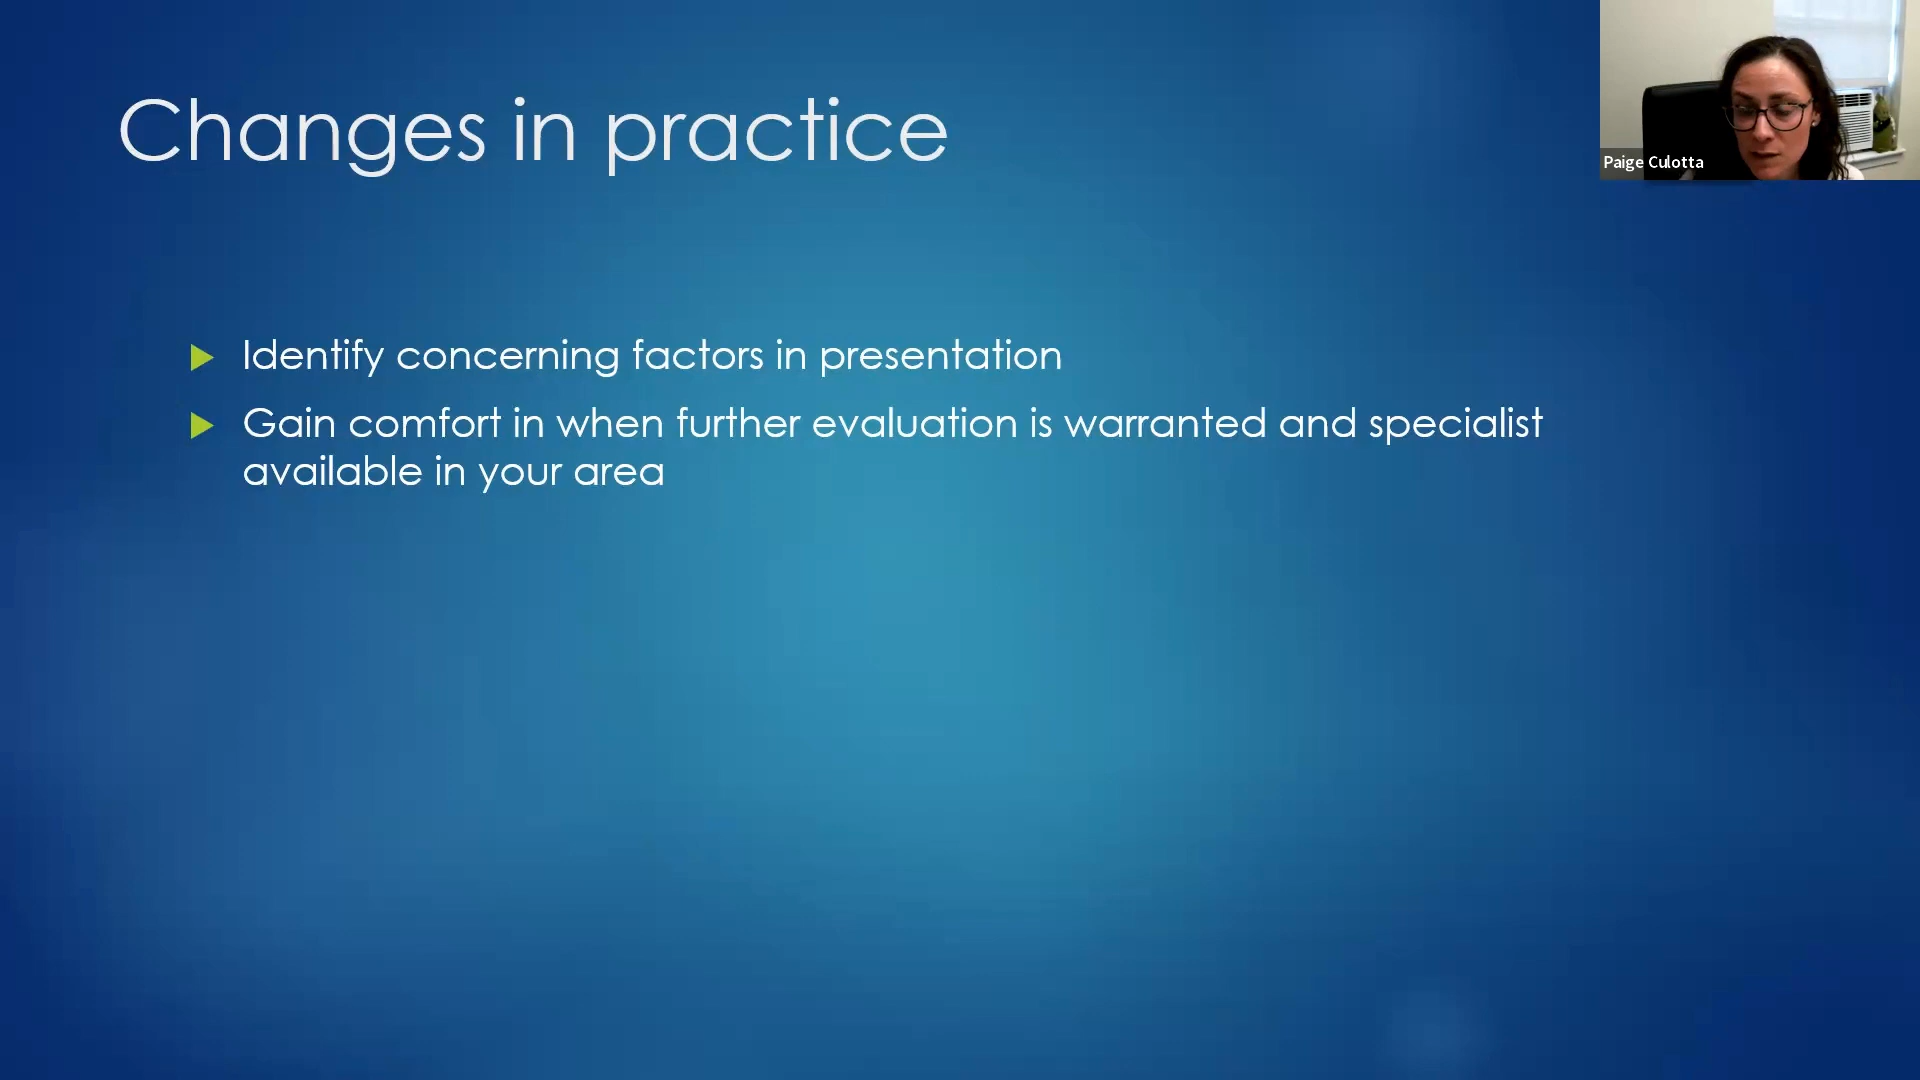 Changes in practice
Paige Culotta
Identify concerning factors in presentation
Gain comfort in when further evaluation is warranted and specialist
available in your area